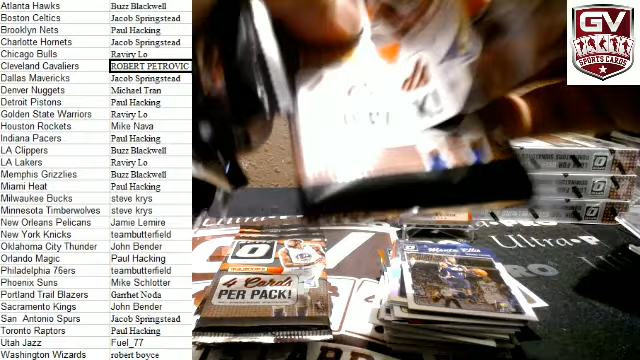 Atlanta Hawks Buzz Blackwell
Boston Celtics Jacob Springstead
Brooklyn Nets Paul Hacking
Charlotte Hornets Jacob Springstead
Chicago Bulls Raviry Lo
Cleveland Cavaliers ROBERT PETROVIC
Dallas Mavericks Jacob Springstead
Denver Nuggets Michael Tran
Detroit Pistons Paul Hacking
Golden State Warriors Raviry Lo
Houston Rockets Mike Nava
Indiana Pacers Paul Hacking
LA Clippers Buzz Blackwell
LA Lakers Raviry Lo
Memphis Grizzlies Buzz Blackwell
Miami Heat Paul Hacking
Milwaukee Bucks steve krys
Minnesota Timberwolves steve krys
New Orleans Pelicans Jamie Lemire
New York Knicks teambutterfield
Oklahoma City Thunder John Bender
Orlando Magic Paul Hacking
Philadelphia 76ers teambutterfield
Phoenix Suns Mike Schlotter
Portland Trail Blazers Garrhet Noda
Sacramento Kings John Bender
San Antonio Spurs Jacob Springstead
Toronto Raptors Paul Hacking
Utah Jazz Fuel_77
Washington Wizards robert boyce
GV
SPORTS CARDS
4 Cards
PER PACK!
Monta Ellis
Ultra